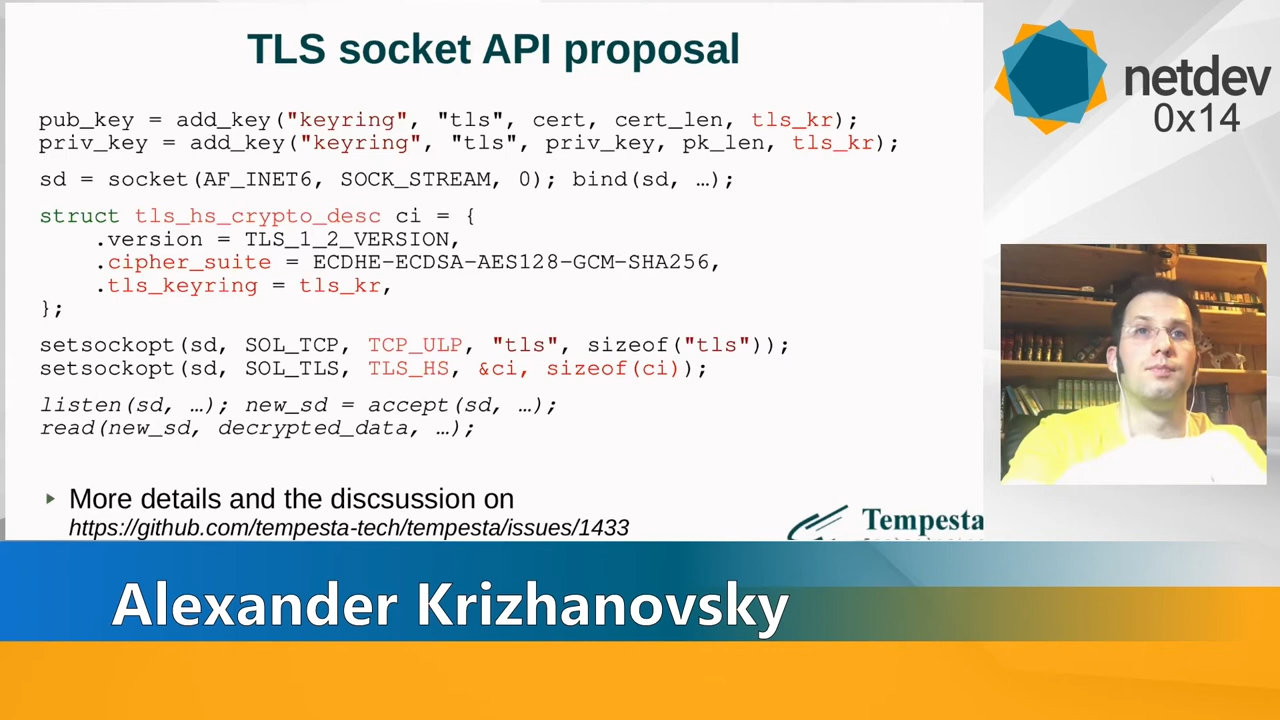 TLS socket API proposal
pub_key = add_key("keyring", "tls", cert, cert_len, tls_kr);
priv_key = add_key("keyring", "tls", priv_key, pk_len, tls_kr);
sd = socket(AF_INET6, SOCK_STREAM, 0); bind(sd, …);
struct tls_hs_crypto_desc ci = {
.version = TLS_1_2_VERSION,
.cipher_suite = ECDHE-ECDSA-AES128-GCM-SHA256,
.tls_keyring = tls_kr,
};
setsockopt(sd, SOL_TCP, TCP_ULP, "tls", sizeof("tls"));
setsockopt(sd, SOL_TLS, TLS_HS, &ci, sizeof(ci));
listen(sd, …); new_sd = accept(sd, …);
read(new_sd, decrypted_data, …);
More details and the discsussion on
https://github.com/tempesta-tech/tempesta/issues/1433
Tempesta
netdev
0x14
Alexander Krizhanovsky